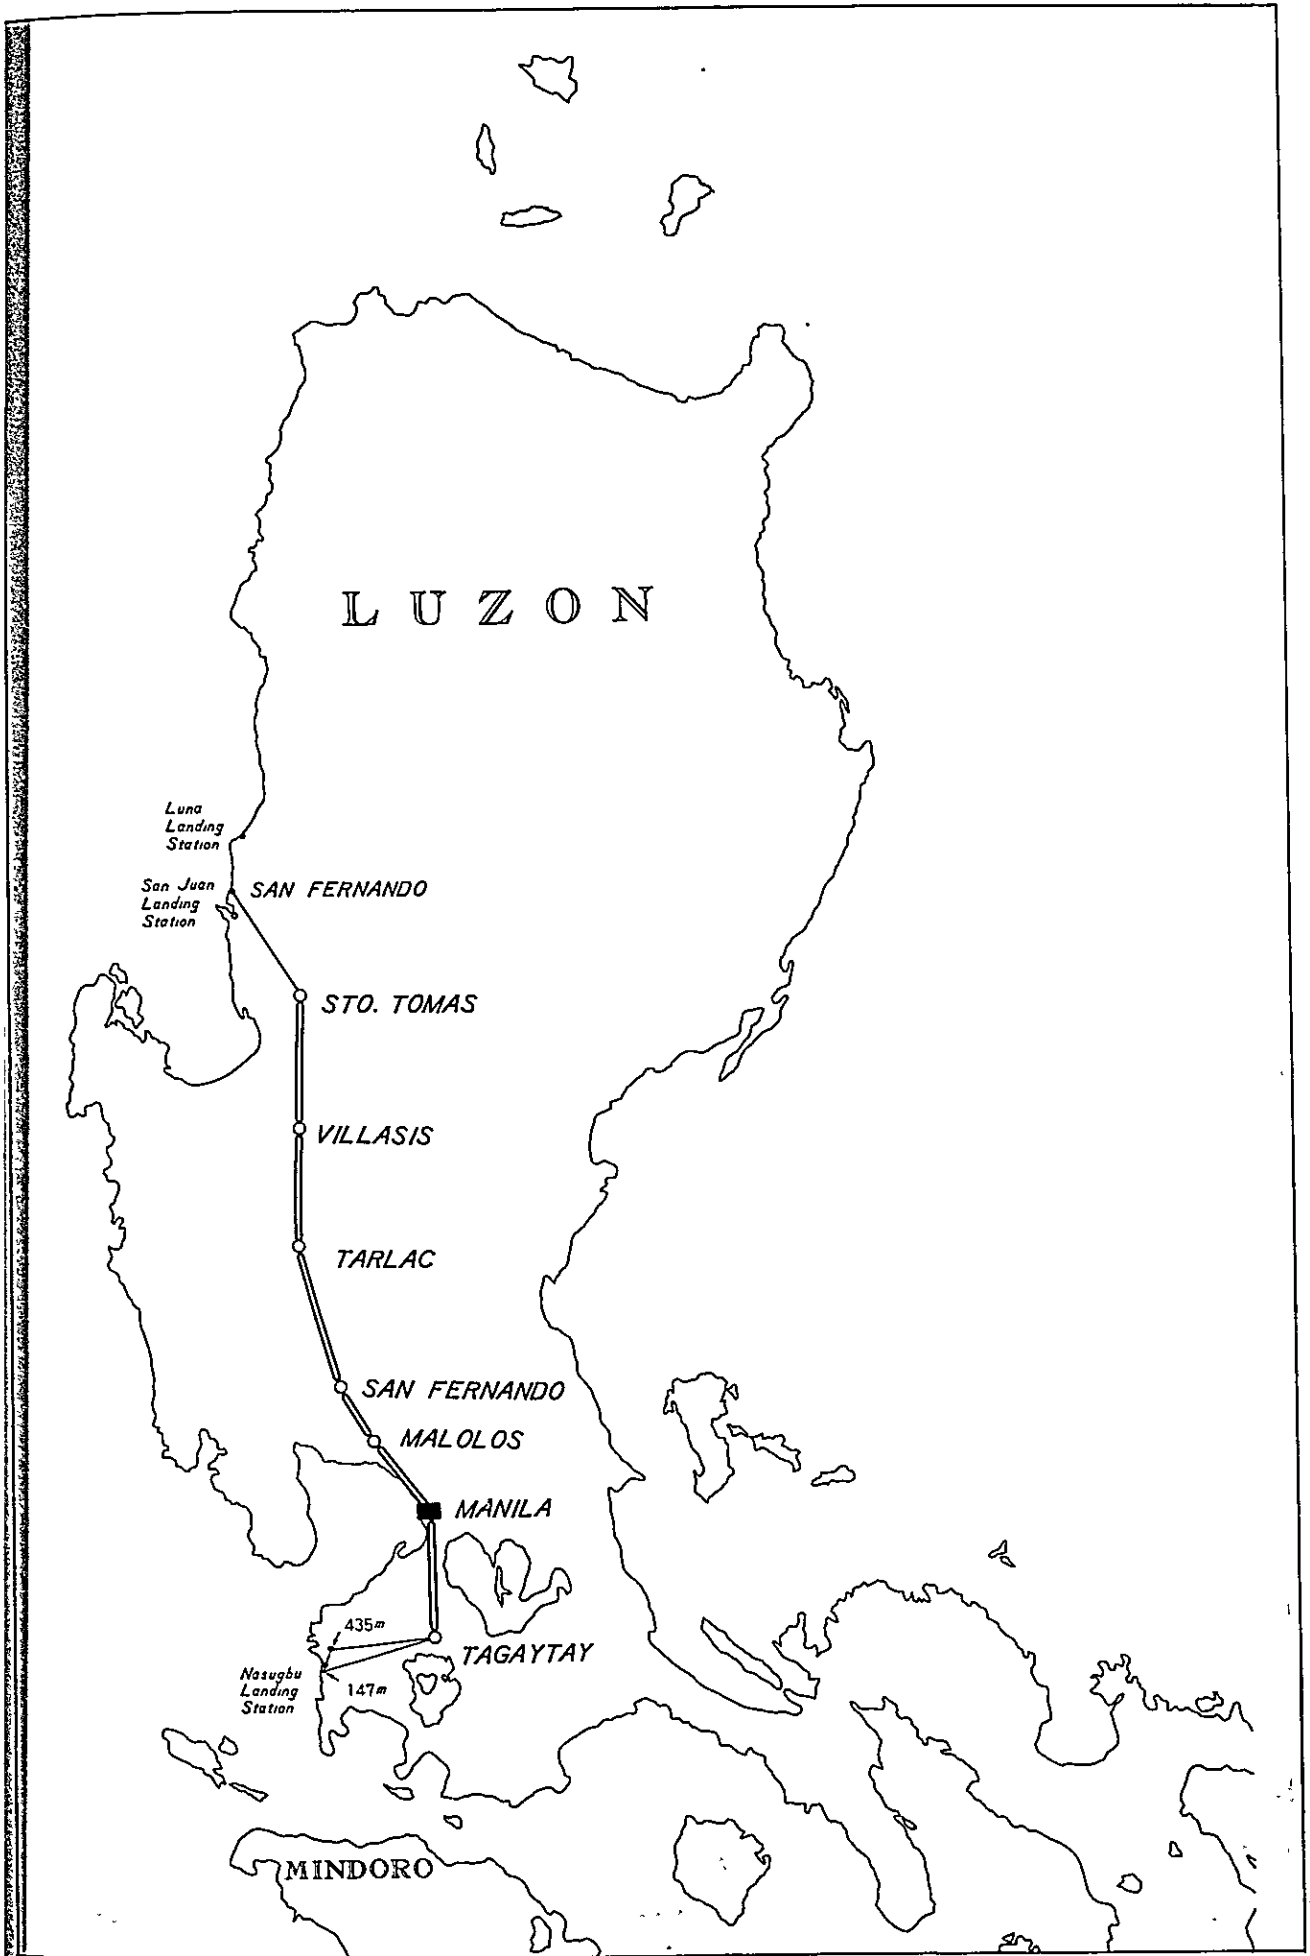 LUZON
Luna
Landing
Station
San Juan
Landing
Station
SAN FERNANDO
STO. TOMAS
VILLASIS
TARLAC
SAN FERNANDO
MALOLOS
MANILA
435m
TAGAYTAY
Nasugbu
Landing
Station
147m
MINDORO